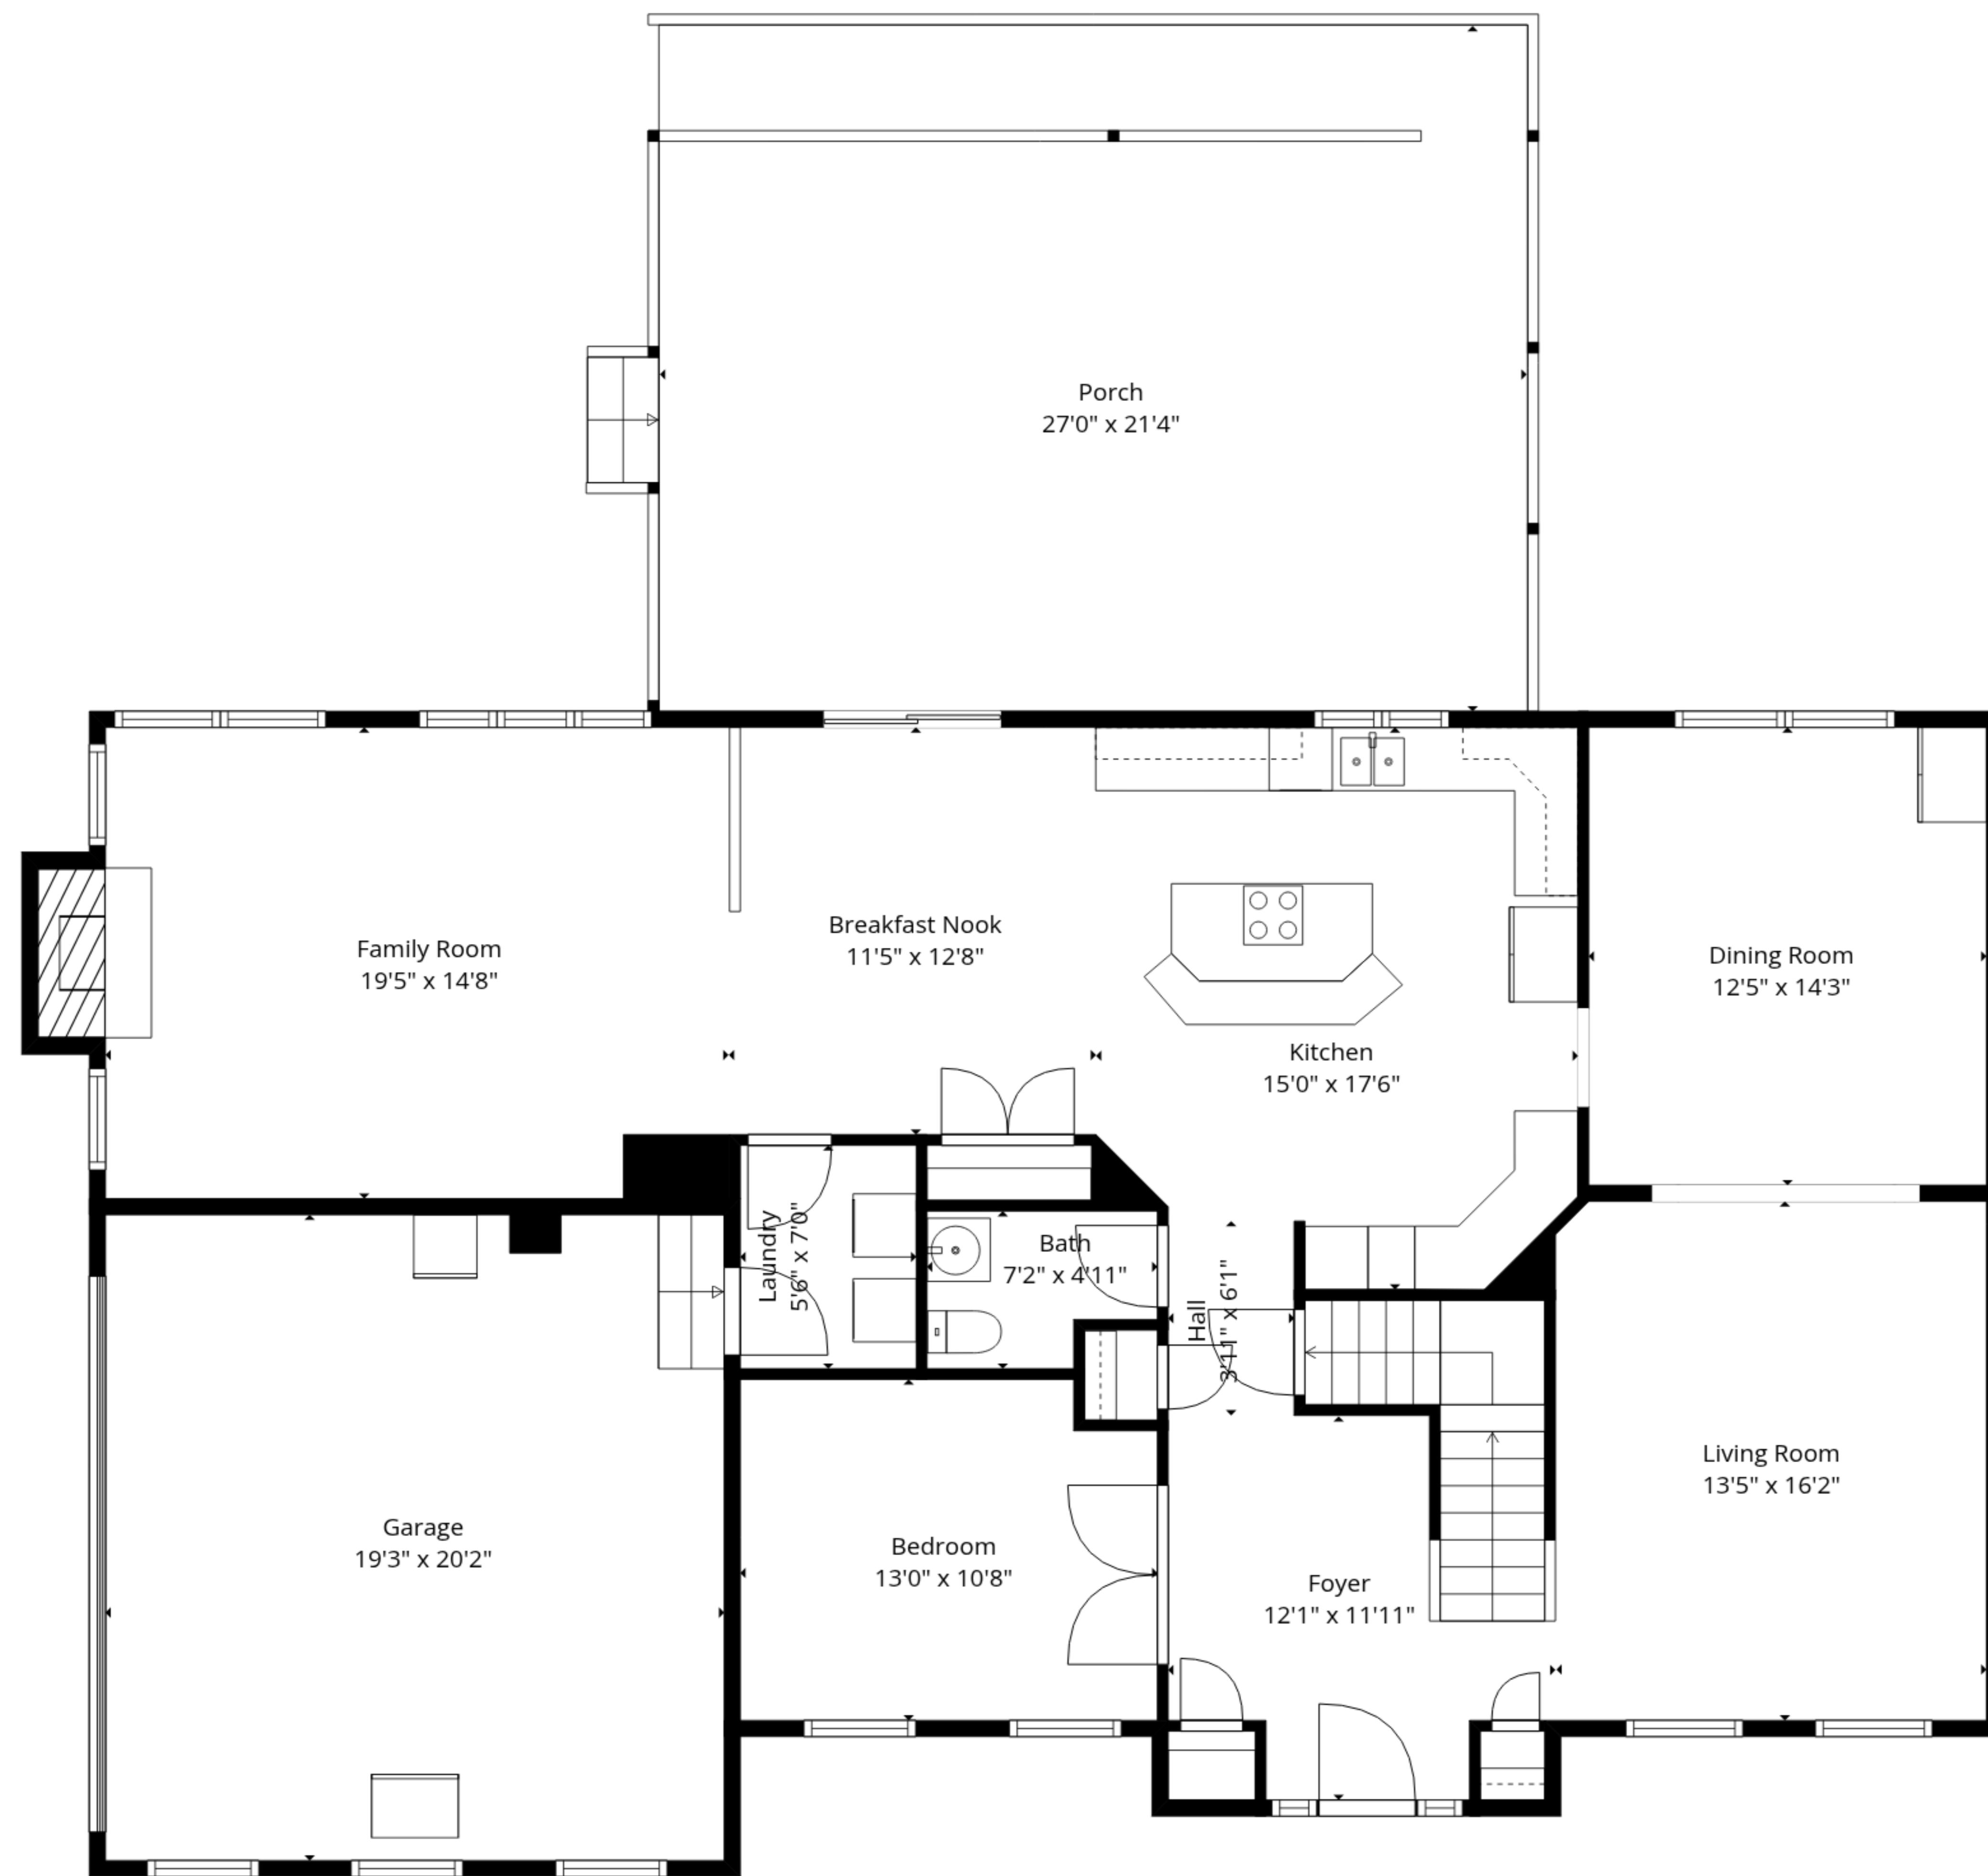 Porch
27'0" x 21'4"
Family Room
19'5" x 14'8"
Breakfast Nook
11'5" x 12'8"
Kitchen
15'0" x 17'6"
Dining Room
12'5" x 14'3"
Laundry
5'6" x 7'0"
Bath
7'2" x 4'11"
Hall
3'11" x 6'1"
Garage
19'3" x 20'2"
Bedroom
13'0" x 10'8"
Foyer
12'1" x 11'11"
Living Room
13'5" x 16'2"